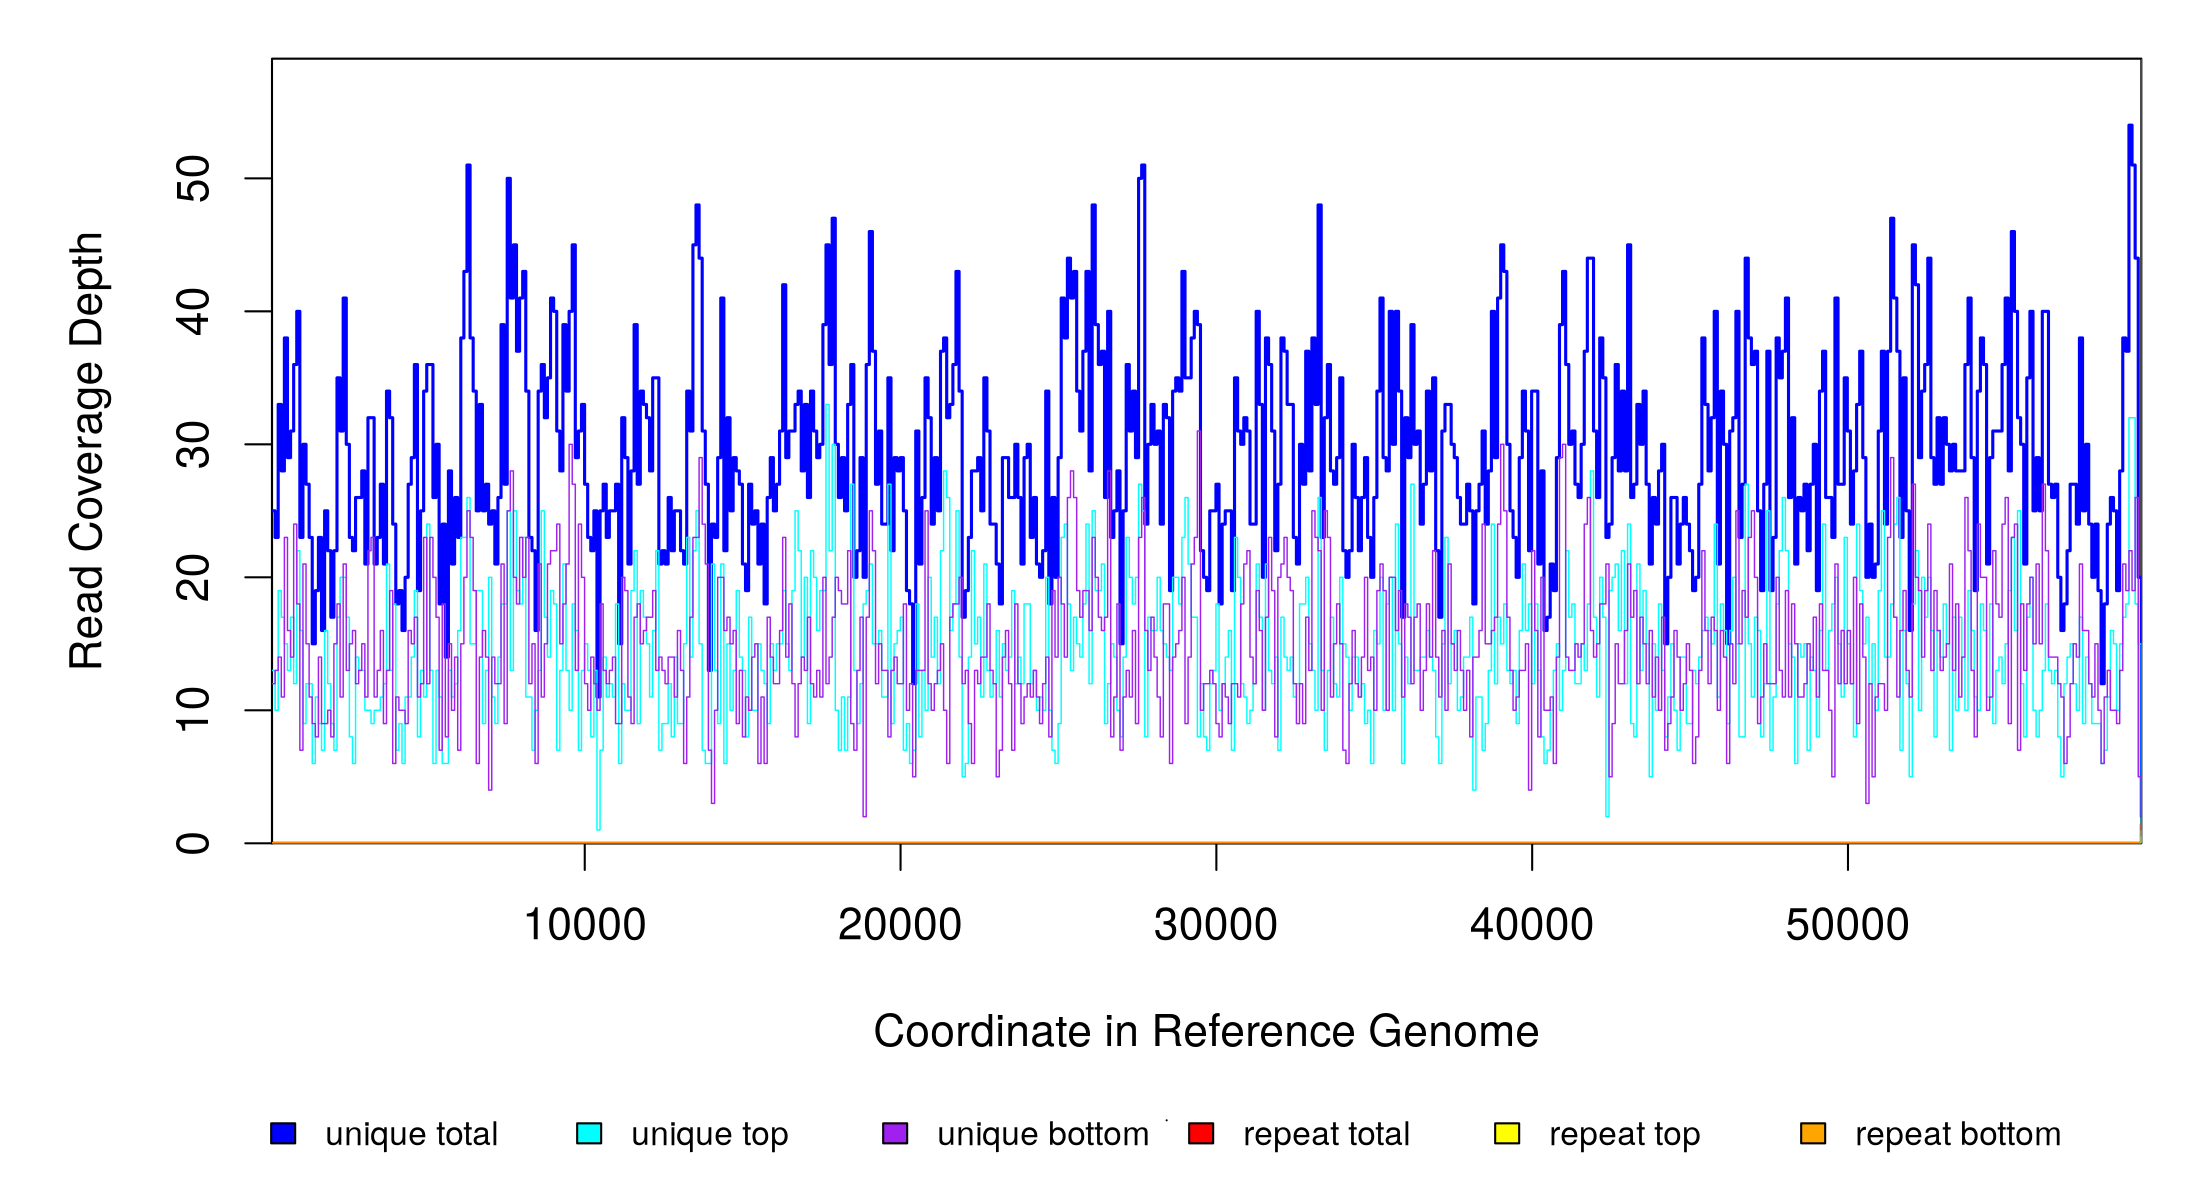 Read Coverage Depth
50
40
30
20
10
0
10000 20000 30000 40000 50000
Coordinate in Reference Genome
unique total unique top unique bottom repeat total repeat top repeat bottom